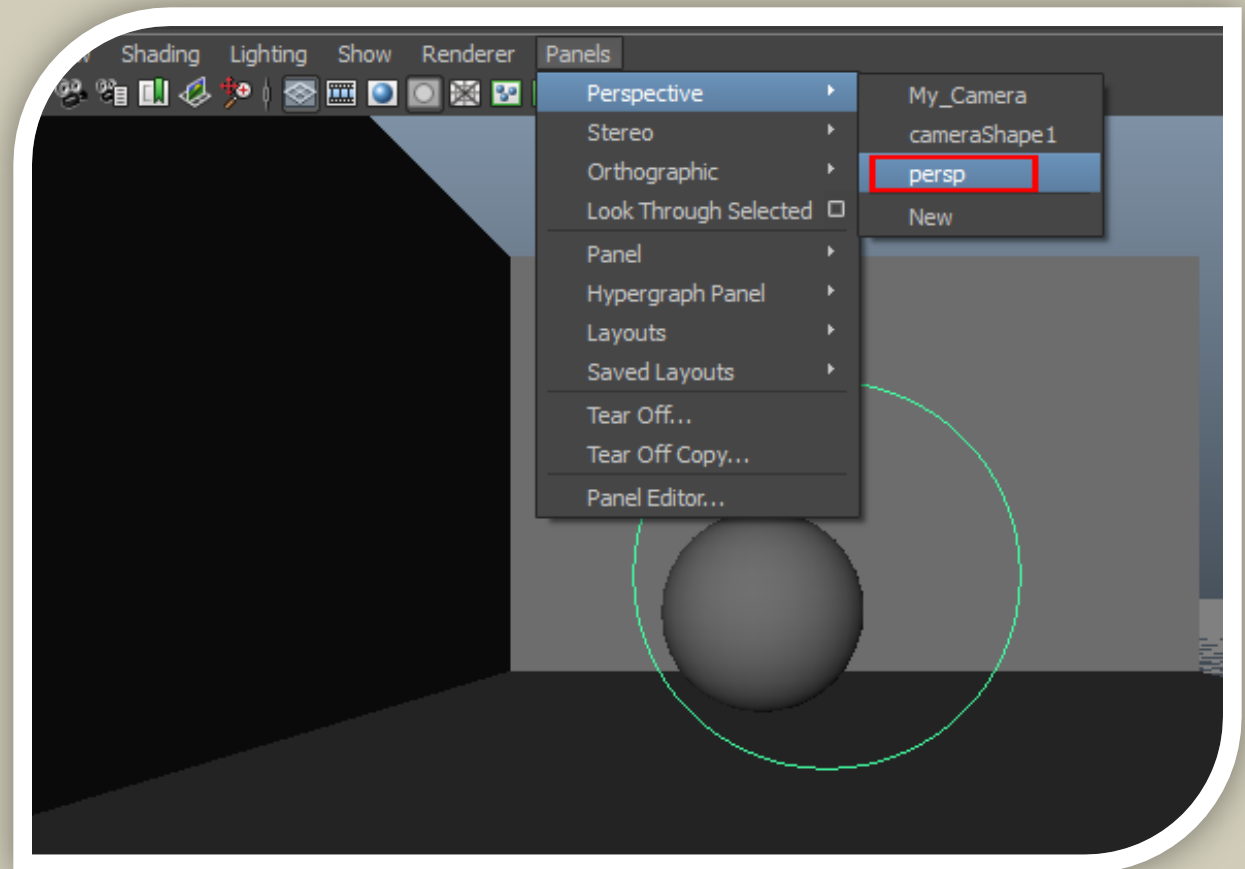 Shading Lighting Show Renderer Panels
Perspective
Stereo
Orthographic
Look Through Selected
Panel
Hypergraph Panel
Layouts
Saved Layouts
Tear Off...
Tear Off Copy...
Panel Editor...
My_Camera
cameraShape1
persp
New